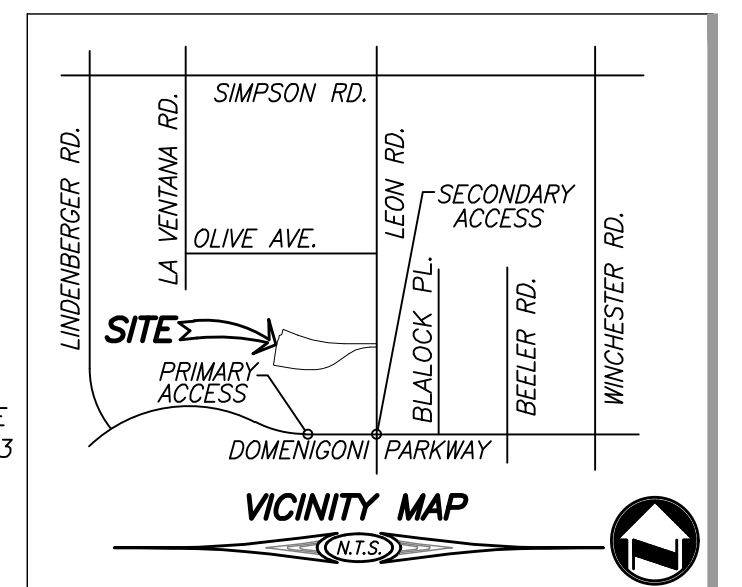 SIMPSON RD.
LINDENBERGER RD.
LA VENTANA RD.
LEON RD.
SECONDARY
ACCESS
OLIVE AVE.
BLALOCK PL.
BEELER RD.
WINCHESTER RD.
SITE
PRIMARY
ACCESS
E
3
DOMENIGONI PARKWAY
VICINITY MAP
N.T.S.
N